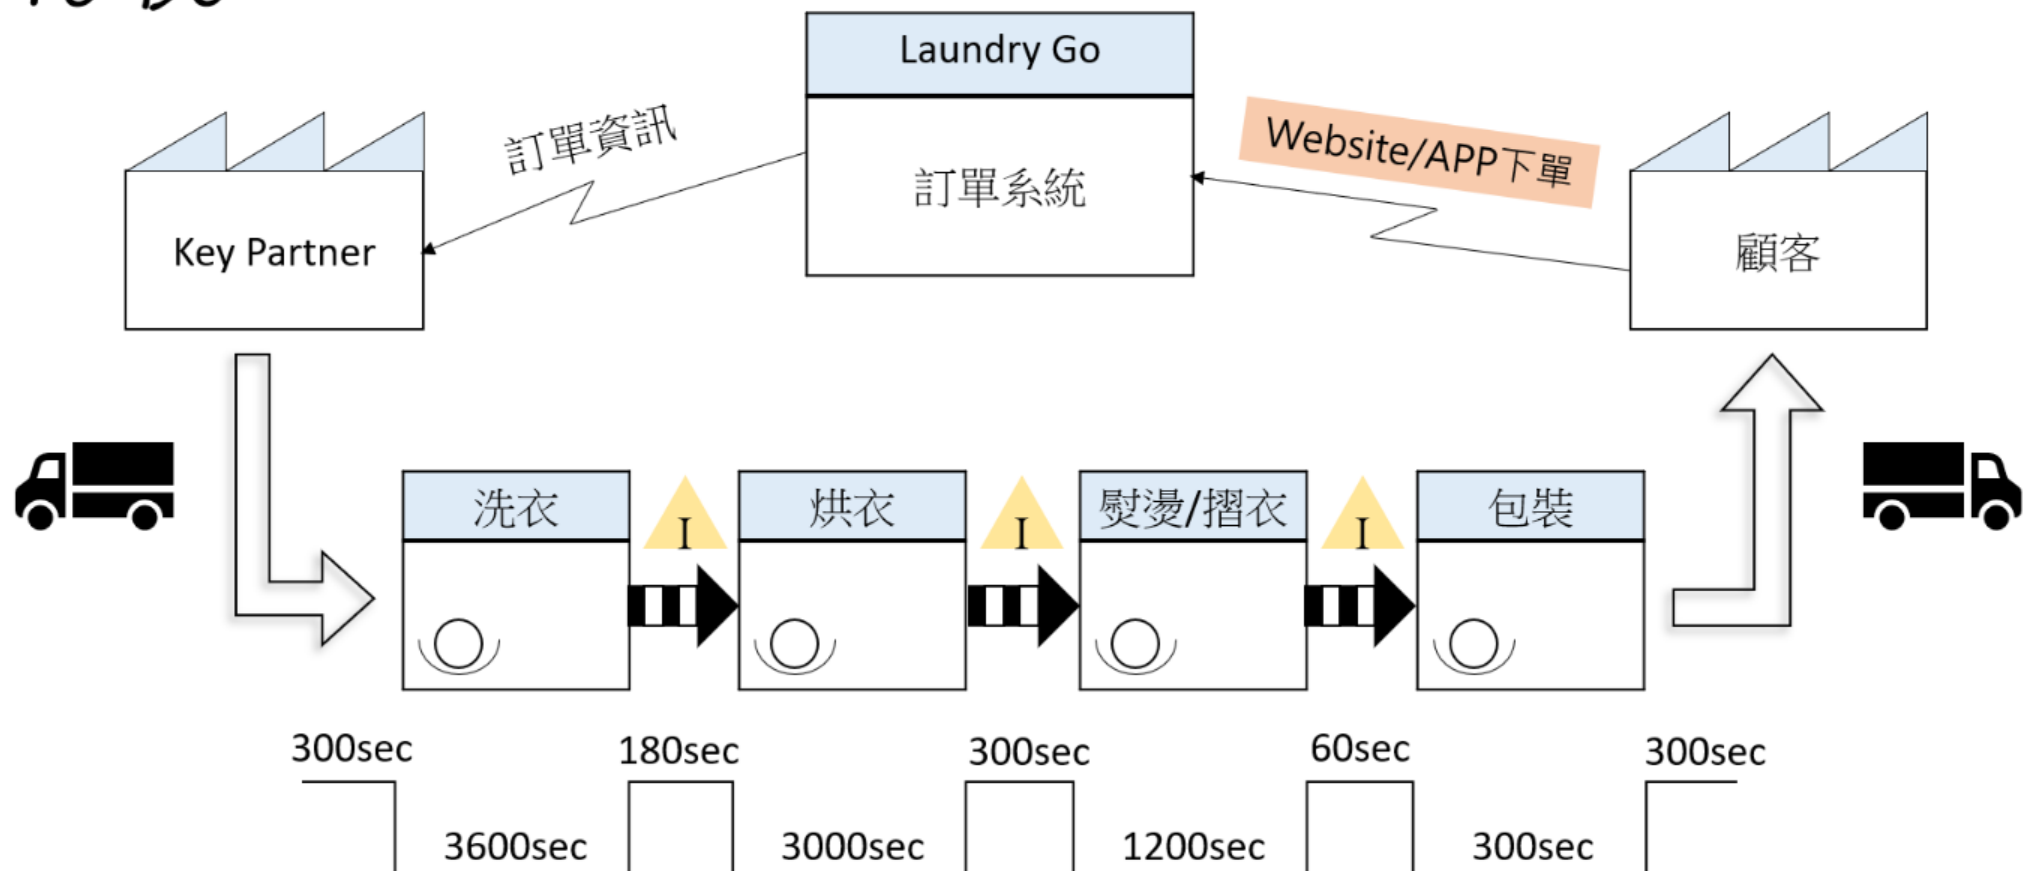 Laundry Go
訂單資訊
Website/APP下單
訂單系統
Key Partner
顧客
洗衣
I
烘衣
I
熨燙/摺衣
I
包裝
300sec
180sec
300sec
60sec
300sec
3600sec
3000sec
1200sec
300sec